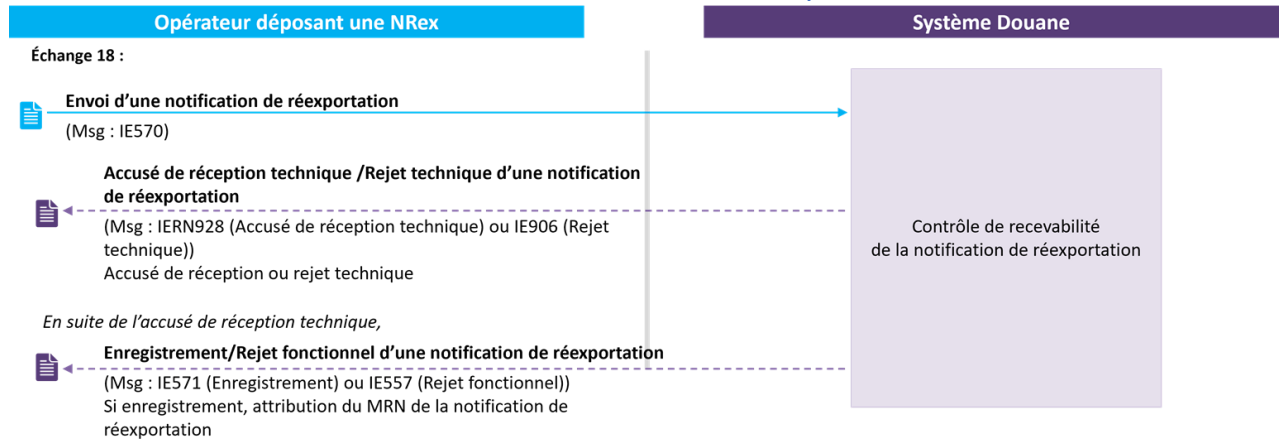 Opérateur déposant une NRex
Système Douane
Échange 18 :
Envoi d’une notification de réexportation
(Msg : IE570)
Accusé de réception technique /Rejet technique d’une notification
de réexportation
(Msg : IERN928 (Accusé de réception technique) ou IE906 (Rejet
technique))
Accusé de réception ou rejet technique
Contrôle de recevabilité
de la notification de réexportation
En suite de l’accusé de réception technique,
Enregistrement/Rejet fonctionnel d’une notification de réexportation
(Msg : IE571 (Enregistrement) ou IE557 (Rejet fonctionnel))
Si enregistrement, attribution du MRN de la notification de
réexportation